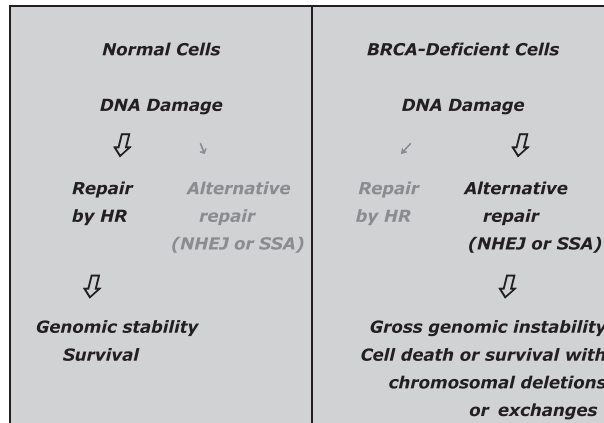 Normal Cells
DNA Damage
Repair
by HR
Alternative
repair
(NHEJ or SSA)
Genomic stability
Survival
BRCA-Deficient Cells
DNA Damage
Repair
by HR
Alternative
repair
(NHEJ or SSA)
Gross genomic instability
Cell death or survival with
chromosomal deletions
or exchanges